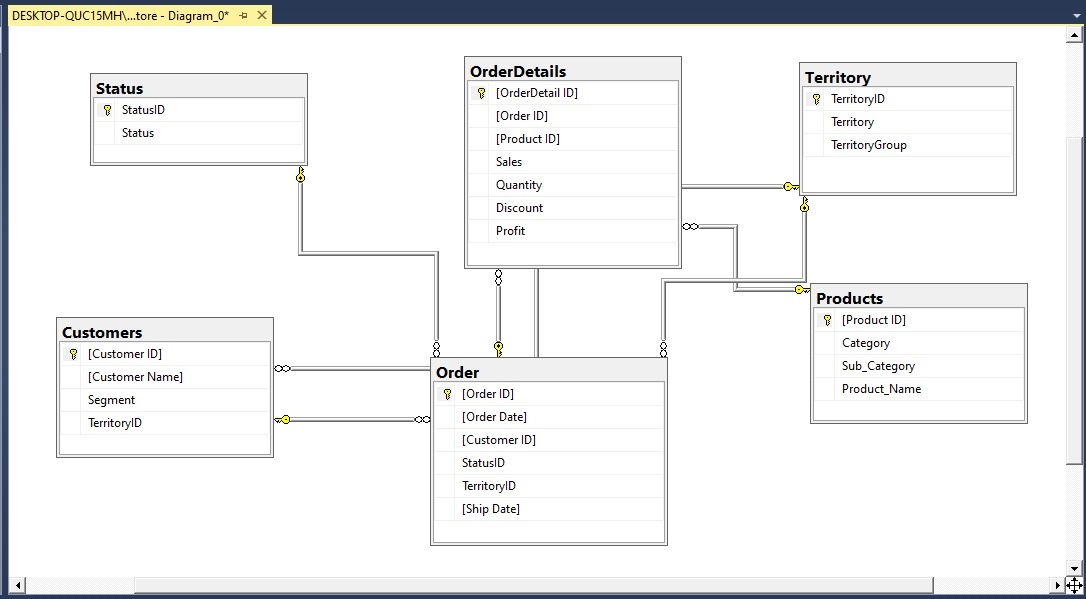 DESKTOP-QUC15MH\...tore - Diagram_0*
Status
StatusID
Status
OrderDetails
[OrderDetail ID]
[Order ID]
[Product ID]
Sales
Quantity
Discount
Profit
Territory
TerritoryID
Territory
TerritoryGroup
Customers
[Customer ID]
[Customer Name]
Segment
TerritoryID
Order
[Order ID]
[Order Date]
[Customer ID]
StatusID
TerritoryID
[Ship Date]
Products
[Product ID]
Category
Sub_Category
Product_Name